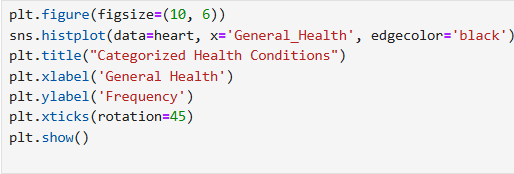 plt.figure(figsize=(10, 6))
sns.histplot(data=heart, x='General_Health', edgecolor='black')
plt.title("Categorized Health Conditions")
plt.xlabel('General Health')
plt.ylabel('Frequency')
plt.xticks(rotation=45)
plt.show()